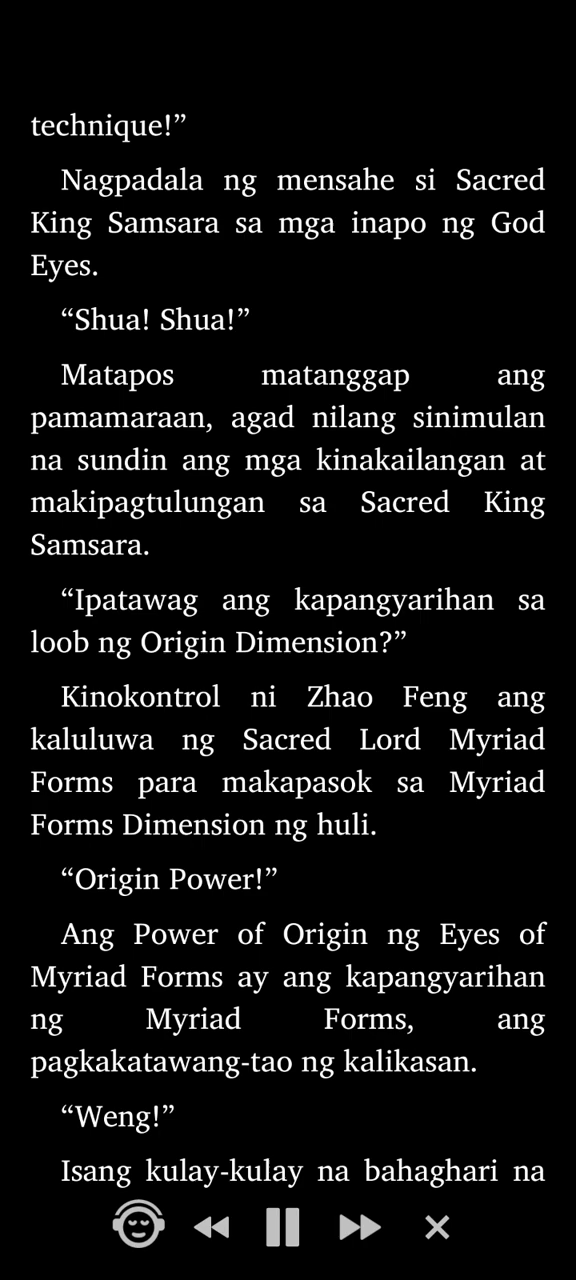 technique!”
Nagpadala ng mensahe si Sacred
King Samsara sa mga inapo ng God
Eyes.
“Shua! Shua!”
Matapos matanggap ang
pamamaraan, agad nilang sinimulan
na sundin ang mga kinakailangan at
makipagtulungan sa Sacred King
Samsara.
“Ipatawag ang kapangyarihan sa
loob ng Origin Dimension?”
Kinokontrol ni Zhao Feng ang
kaluluwa ng Sacred Lord Myriad
Forms para makapasok sa Myriad
Forms Dimension ng huli.
“Origin Power!”
Ang Power of Origin ng Eyes of
Myriad Forms ay ang kapangyarihan
ng Myriad Forms, ang
pagkakatawang-tao ng kalikasan.
“Weng!”
Isang kulay-kulay na bahaghari na